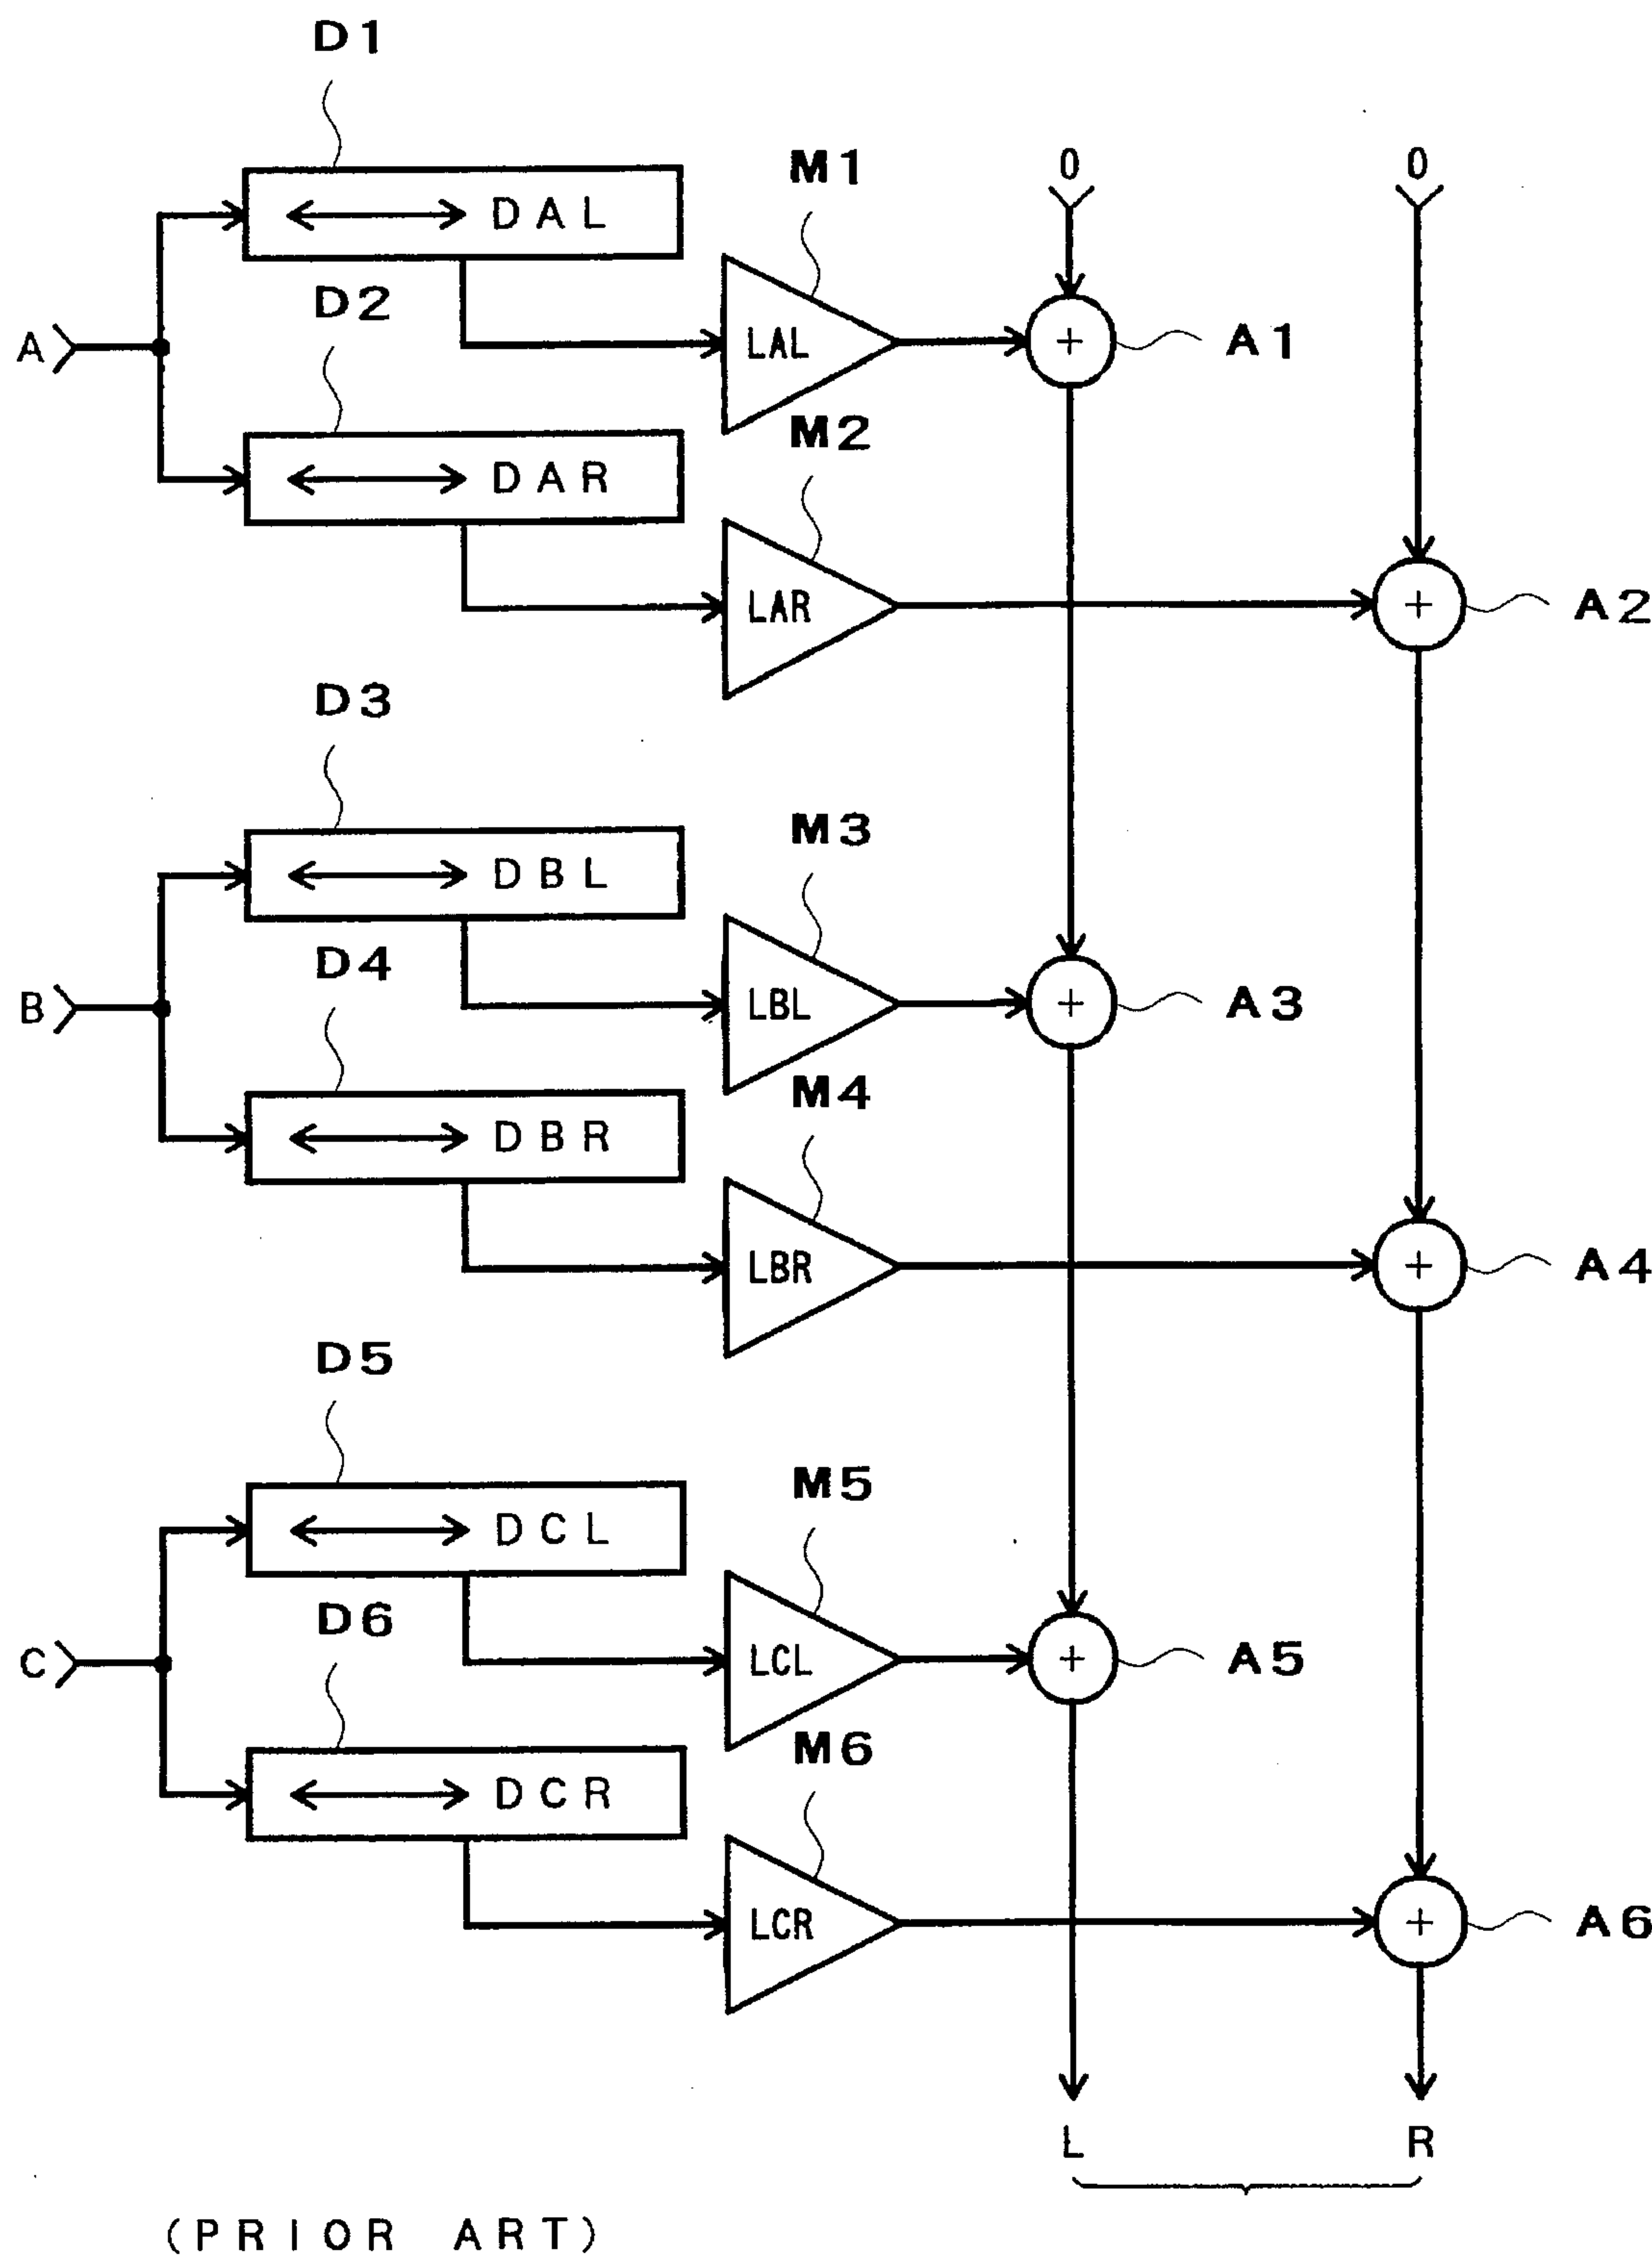 D1
M1
0
0
DAL
D2
A
LAL
+
A1
M2
DAR
LAR
+
A2
D3
M3
DBL
D4
B
LBL
+
A3
M4
DBR
LBR
+
A4
D5
M5
DCL
D6
C
LCL
+
A5
M6
DCR
LCR
+
A6
L
R
(PRIOR ART)